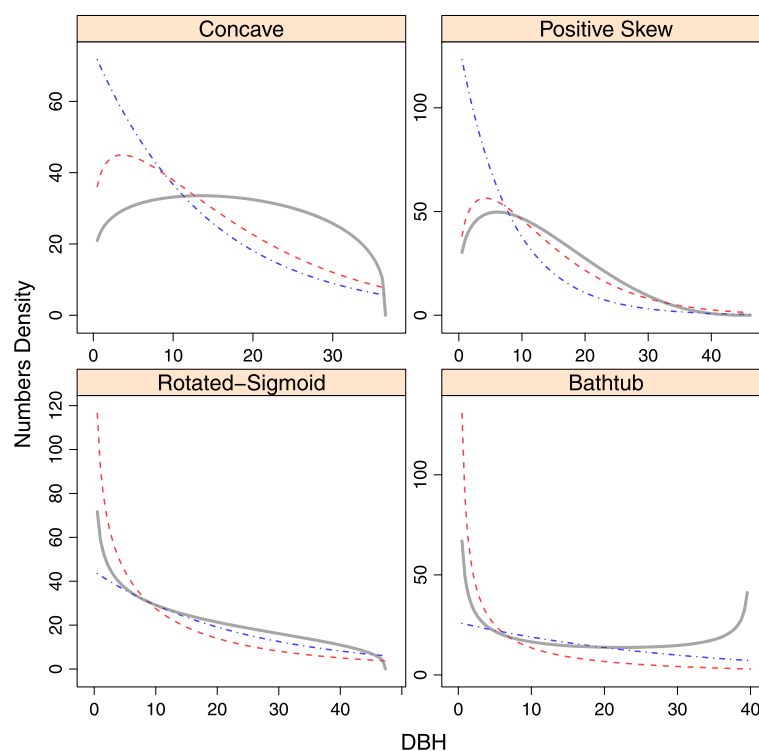 Concave
Positive Skew
0 20 40 60
0 50 100
0 10 20 30
0 10 20 30 40
Numbers Density
Rotated−Sigmoid
Bathtub
0 20 40 60 80 100 120
0 50 100
0 10 20 30 40
0 10 20 30 40
DBH